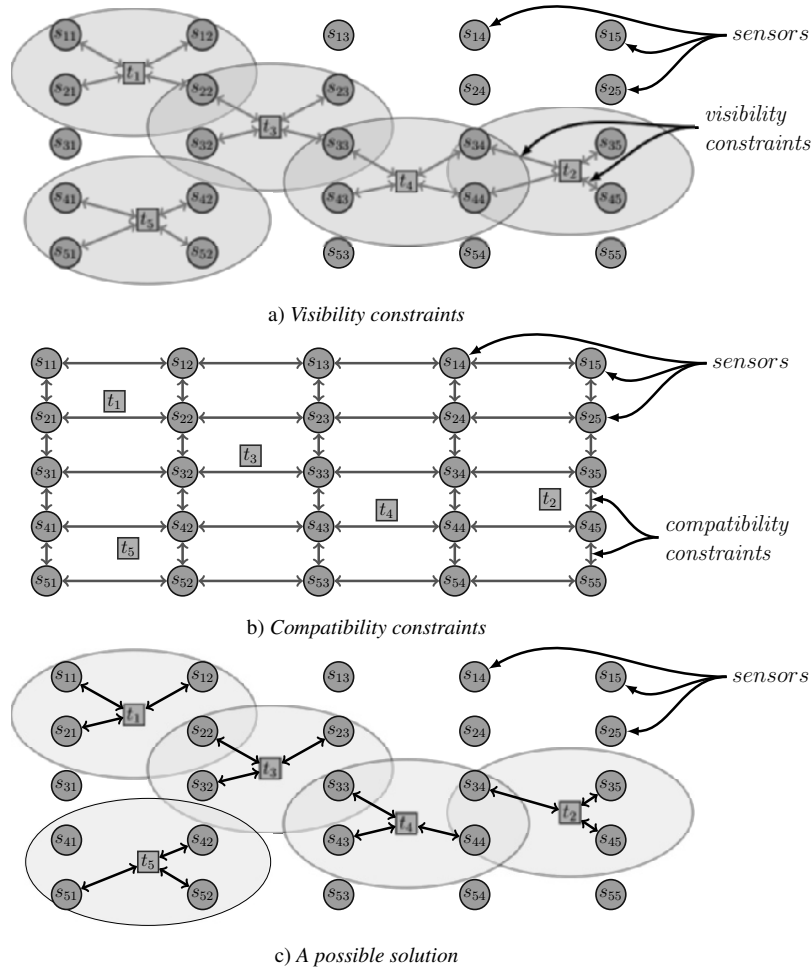 s11 s12 s13 s14 s15 sensors
t1
s21 s22 s23 s24 s25
visibility
constraints
t3
s31 s32 s33 s34 s35
t4 t2
s41 s42 s43 s44 s45
t5
s51 s52 s53 s54 s55
a) Visibility constraints
s11 s12 s13 s14 s15 sensors
t1
s21 s22 s23 s24 s25
t3
s31 s32 s33 s34 s35
t4 t2
s41 s42 s43 s44 s45 compatibility
constraints
t5
s51 s52 s53 s54 s55
b) Compatibility constraints
s11 s12 s13 s14 s15 sensors
t1
s21 s22 s23 s24 s25
t3
s31 s32 s33 s34 s35
t4 t2
s41 s42 s43 s44 s45
t5
s51 s52 s53 s54 s55
c) A possible solution